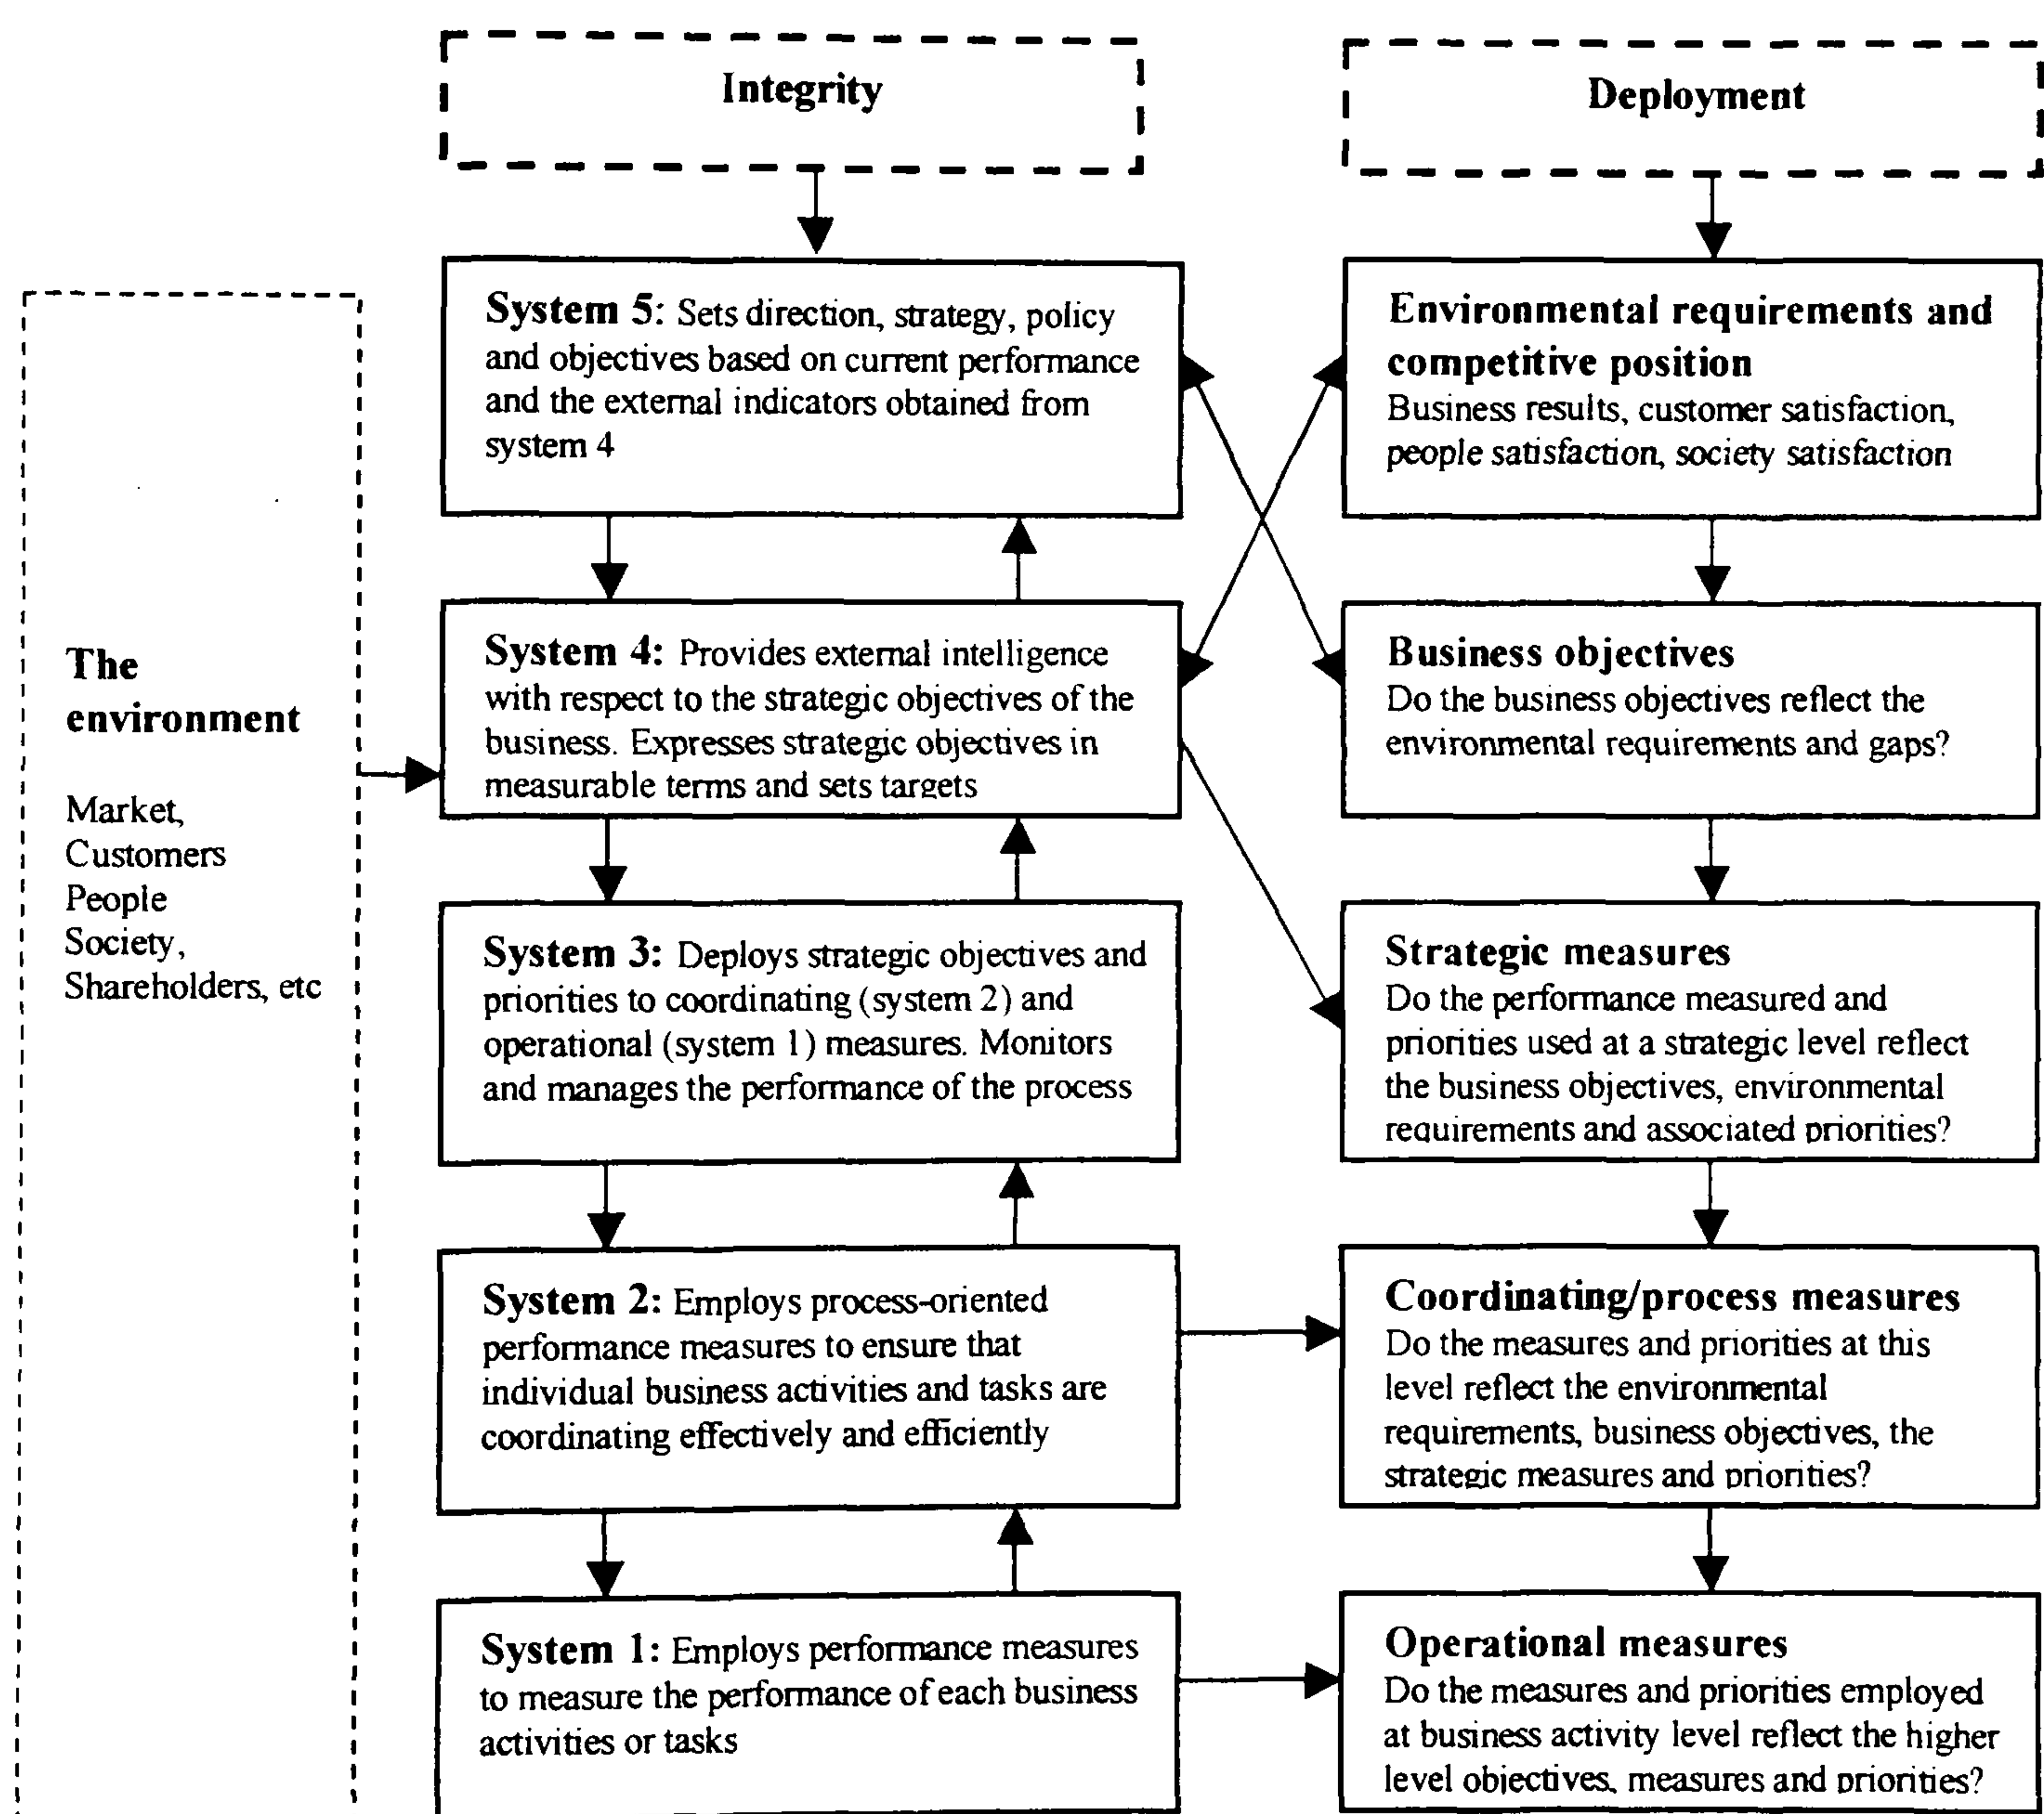 Integrity
Deployment
The
environment
Market,
Customers
People
Society,
Shareholders, etc
System 5: Sets direction, strategy, policy
and objectives based on current performance
and the external indicators obtained from
system 4
System 4: Provides external intelligence
with respect to the strategic objectives of the
business. Expresses strategic objectives in
measurable terms and sets targets
System 3: Deploys strategic objectives and
priorities to coordinating (system 2) and
operational (system 1) measures. Monitors
and manages the performance of the process
System 2: Employs process-oriented
performance measures to ensure that
individual business activities and tasks are
coordinating effectively and efficiently
System 1: Employs performance measures
to measure the performance of each business
activities or tasks
Environmental requirements and
competitive position
Business results, customer satisfaction,
people satisfaction, society satisfaction
Business objectives
Do the business objectives reflect the
environmental requirements and gaps?
Strategic measures
Do the performance measured and
priorities used at a strategic level reflect
the business objectives, environmental
requirements and associated priorities?
Coordinating/process measures
Do the measures and priorities at this
level reflect the environmental
requirements, business objectives, the
strategic measures and priorities?
Operational measures
Do the measures and priorities employed
at business activity level reflect the higher
level objectives, measures and priorities?